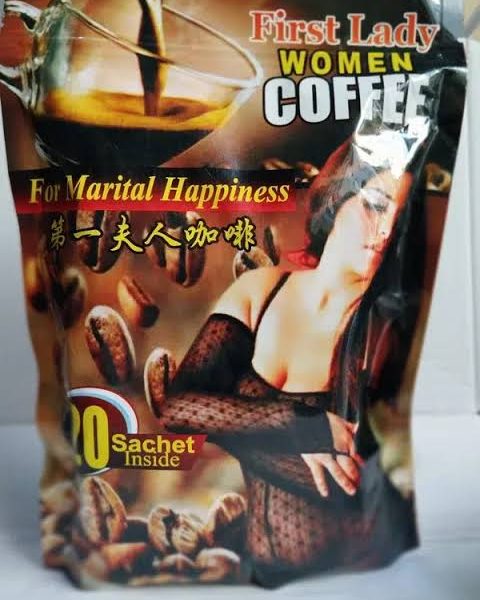 First Lady
WOMEN
COFFEE
For Marital Happiness
第一夫人咖啡
20 Sachet
Inside